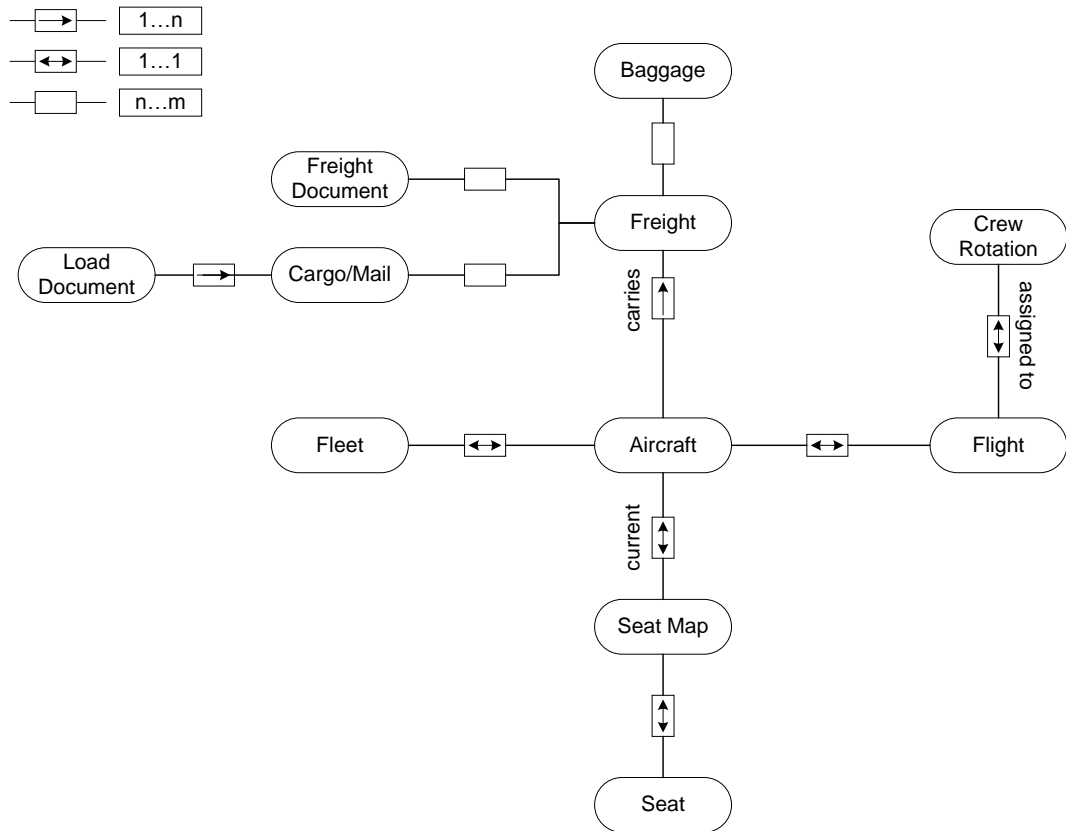 1…n
1…1
n…m
Baggage
Freight
Document
Freight
Crew
Rotation
Load
Document
Cargo/Mail
carries
assigned to
Fleet
Aircraft
Flight
current
Seat Map
Seat